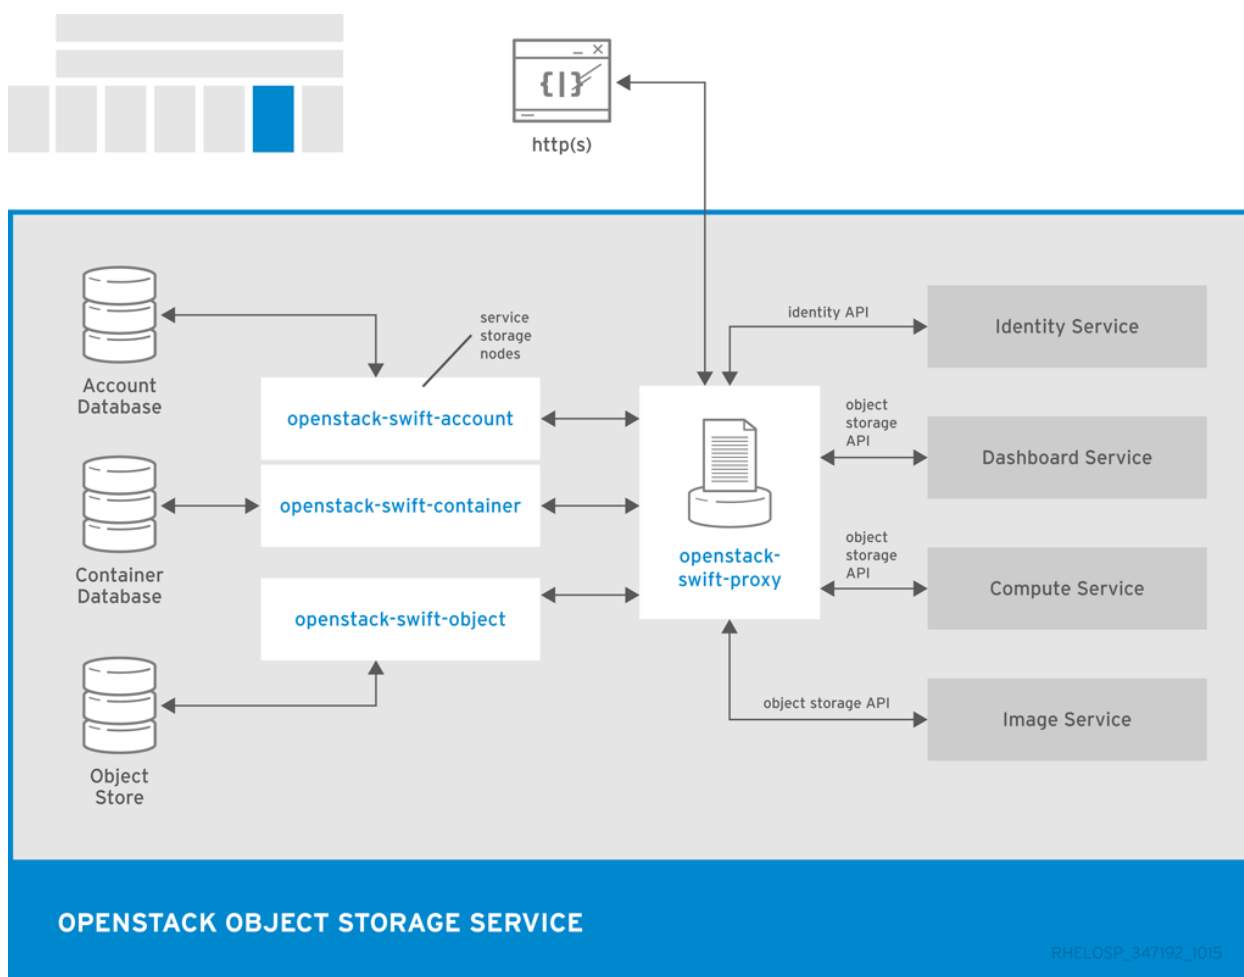 {|}
http(s)
service
storage
nodes
identity API
Identity Service
Account
Database
openstack-swift-account
object
storage
API
Dashboard Service
openstack-swift-container
Container
Database
openstack-
swift-proxy
object
storage
API
Compute Service
openstack-swift-object
object storage API
Image Service
Object
Store
OPENSTACK OBJECT STORAGE SERVICE
RHELOSP_347192_1015